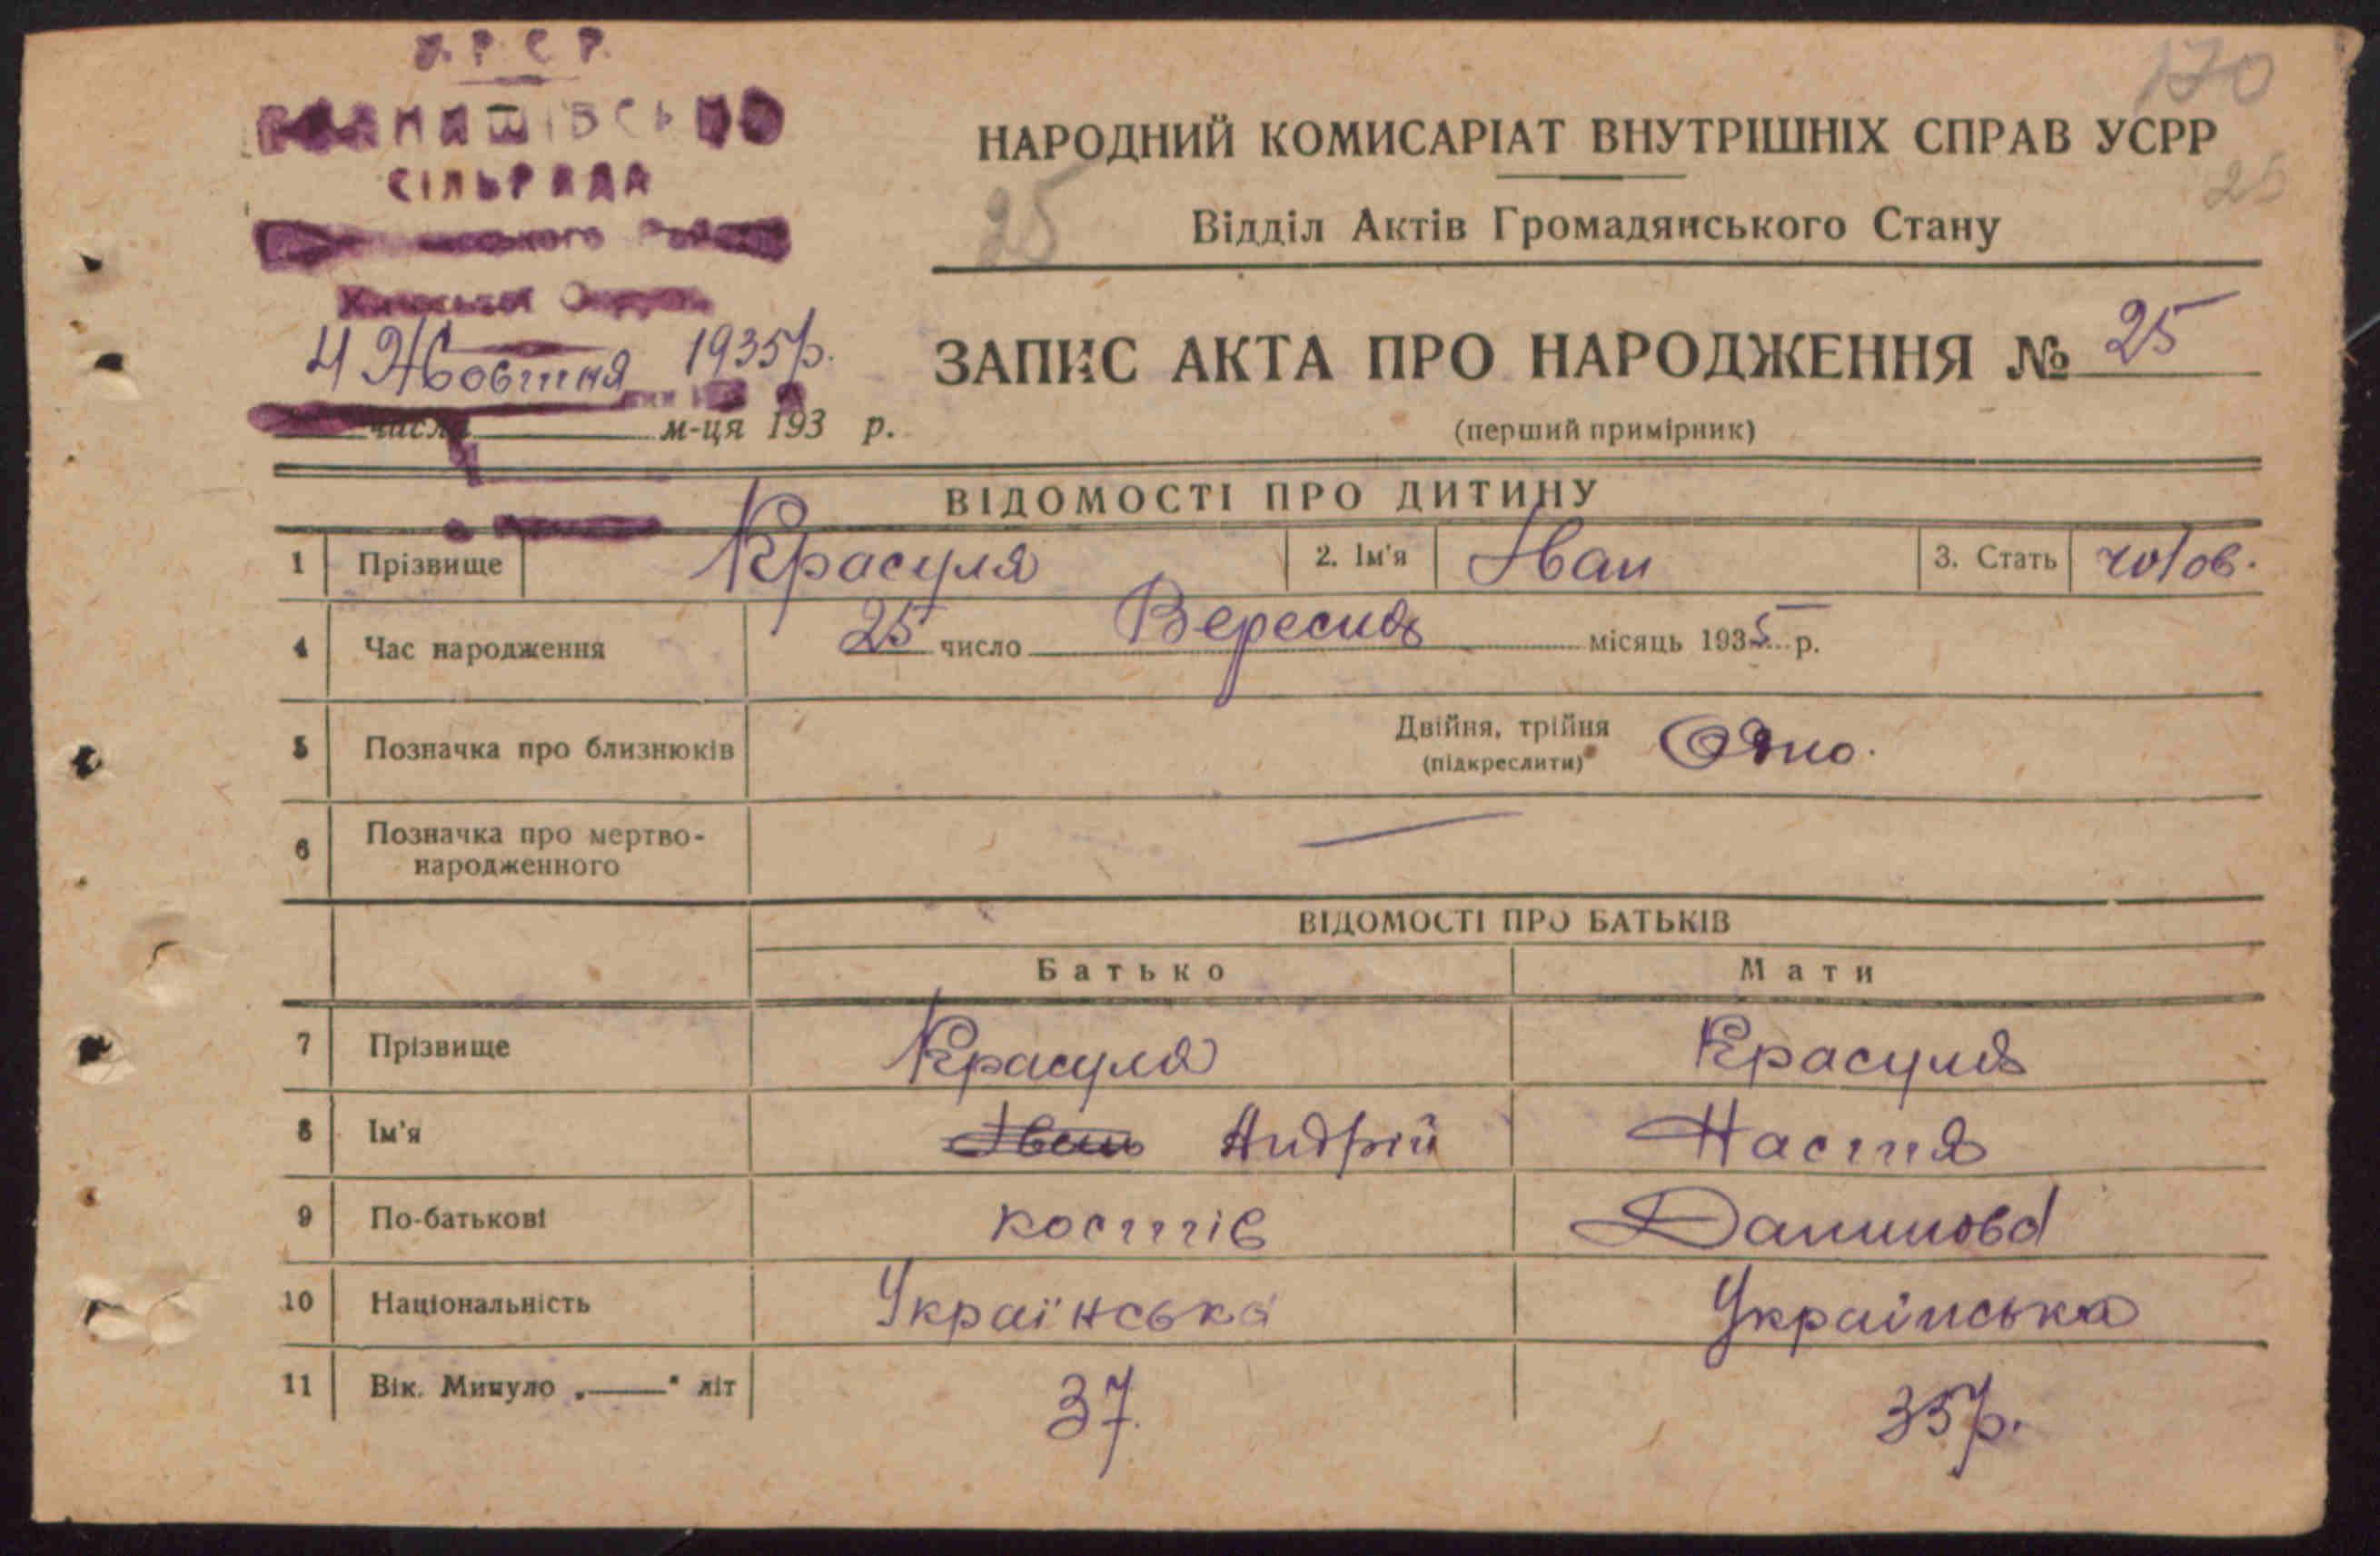 У.Р.С.Р.
СІЛЬРАДА
4 Жовтня 1935 р.
числа м-ця 193 р.
170
НАРОДНИЙ КОМИСАРІАТ ВНУТРІШНІХ СПРАВ УСРР
25 25
Відділ Актів Громадянського Стану
ЗАПИС АКТА ПРО НАРОДЖЕННЯ № 25
(перший примірник)
ВІДОМОСТІ ПРО ДИТИНУ
1 Прізвище Красуля 2. Ім'я Іван 3. Стать чолов.
4 Час народження 25 число Вересня місяць 1935 р.
5 Позначка про близнюків Двійня, трійня (підкреслити) Одно.
6 Позначка про мертво-
народженного —
ВІДОМОСТІ ПРО БАТЬКІВ
Батько Мати
7 Прізвище Красуля Красуля
8 Ім'я Іван Андрій Настя
9 По-батькові костів Данилова
10 Національність Українська Українська
11 Вік. Минуло „——" літ 37. 35 р.